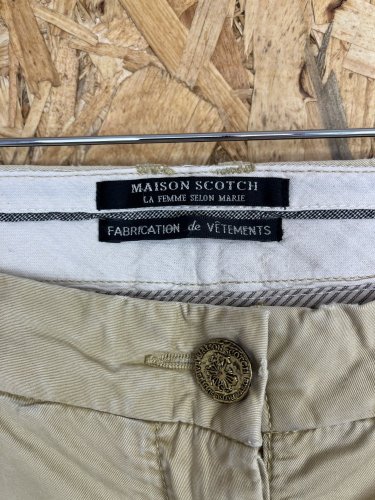 MAISON SCOTCH
LA FEMME SELON MARIE
FABRICATION de VÊTEMENTS